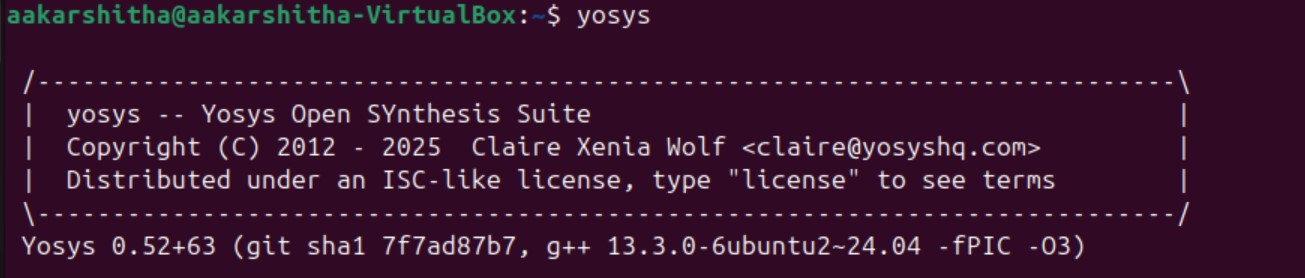 aakarshitha@aakarshitha-VirtualBox:~$ yosys
/----------------------------------------------------------------------------\
| yosys -- Yosys Open SYnthesis Suite |
| Copyright (C) 2012 - 2025 Claire Xenia Wolf <claire@yosyshq.com> |
| Distributed under an ISC-like license, type "license" to see terms |
\----------------------------------------------------------------------------/
Yosys 0.52+63 (git sha1 7f7ad87b7, g++ 13.3.0-6ubuntu2~24.04 -fPIC -O3)